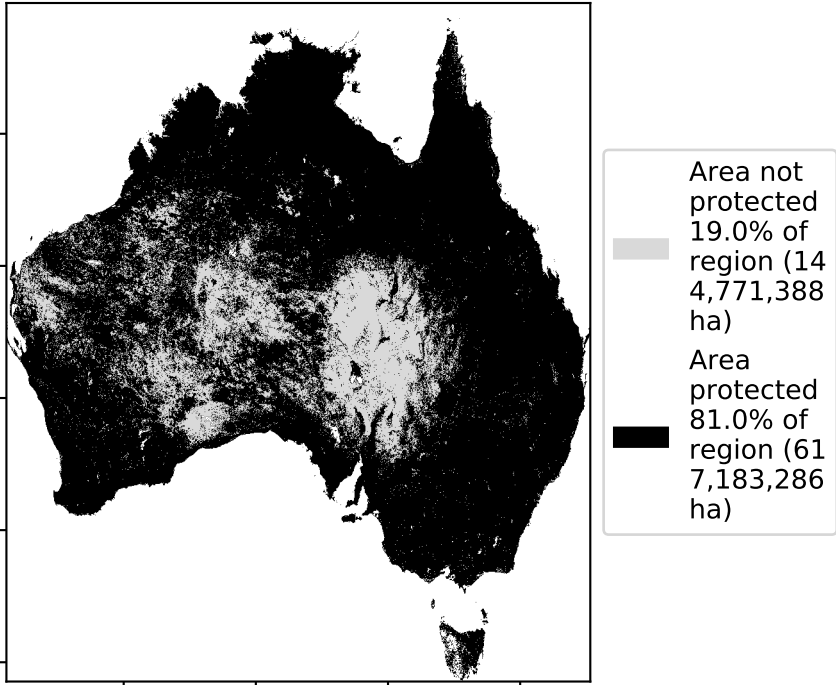 Area not
protected
19.0% of
region (14
4,771,388
ha)
Area
protected
81.0% of
region (61
7,183,286
ha)